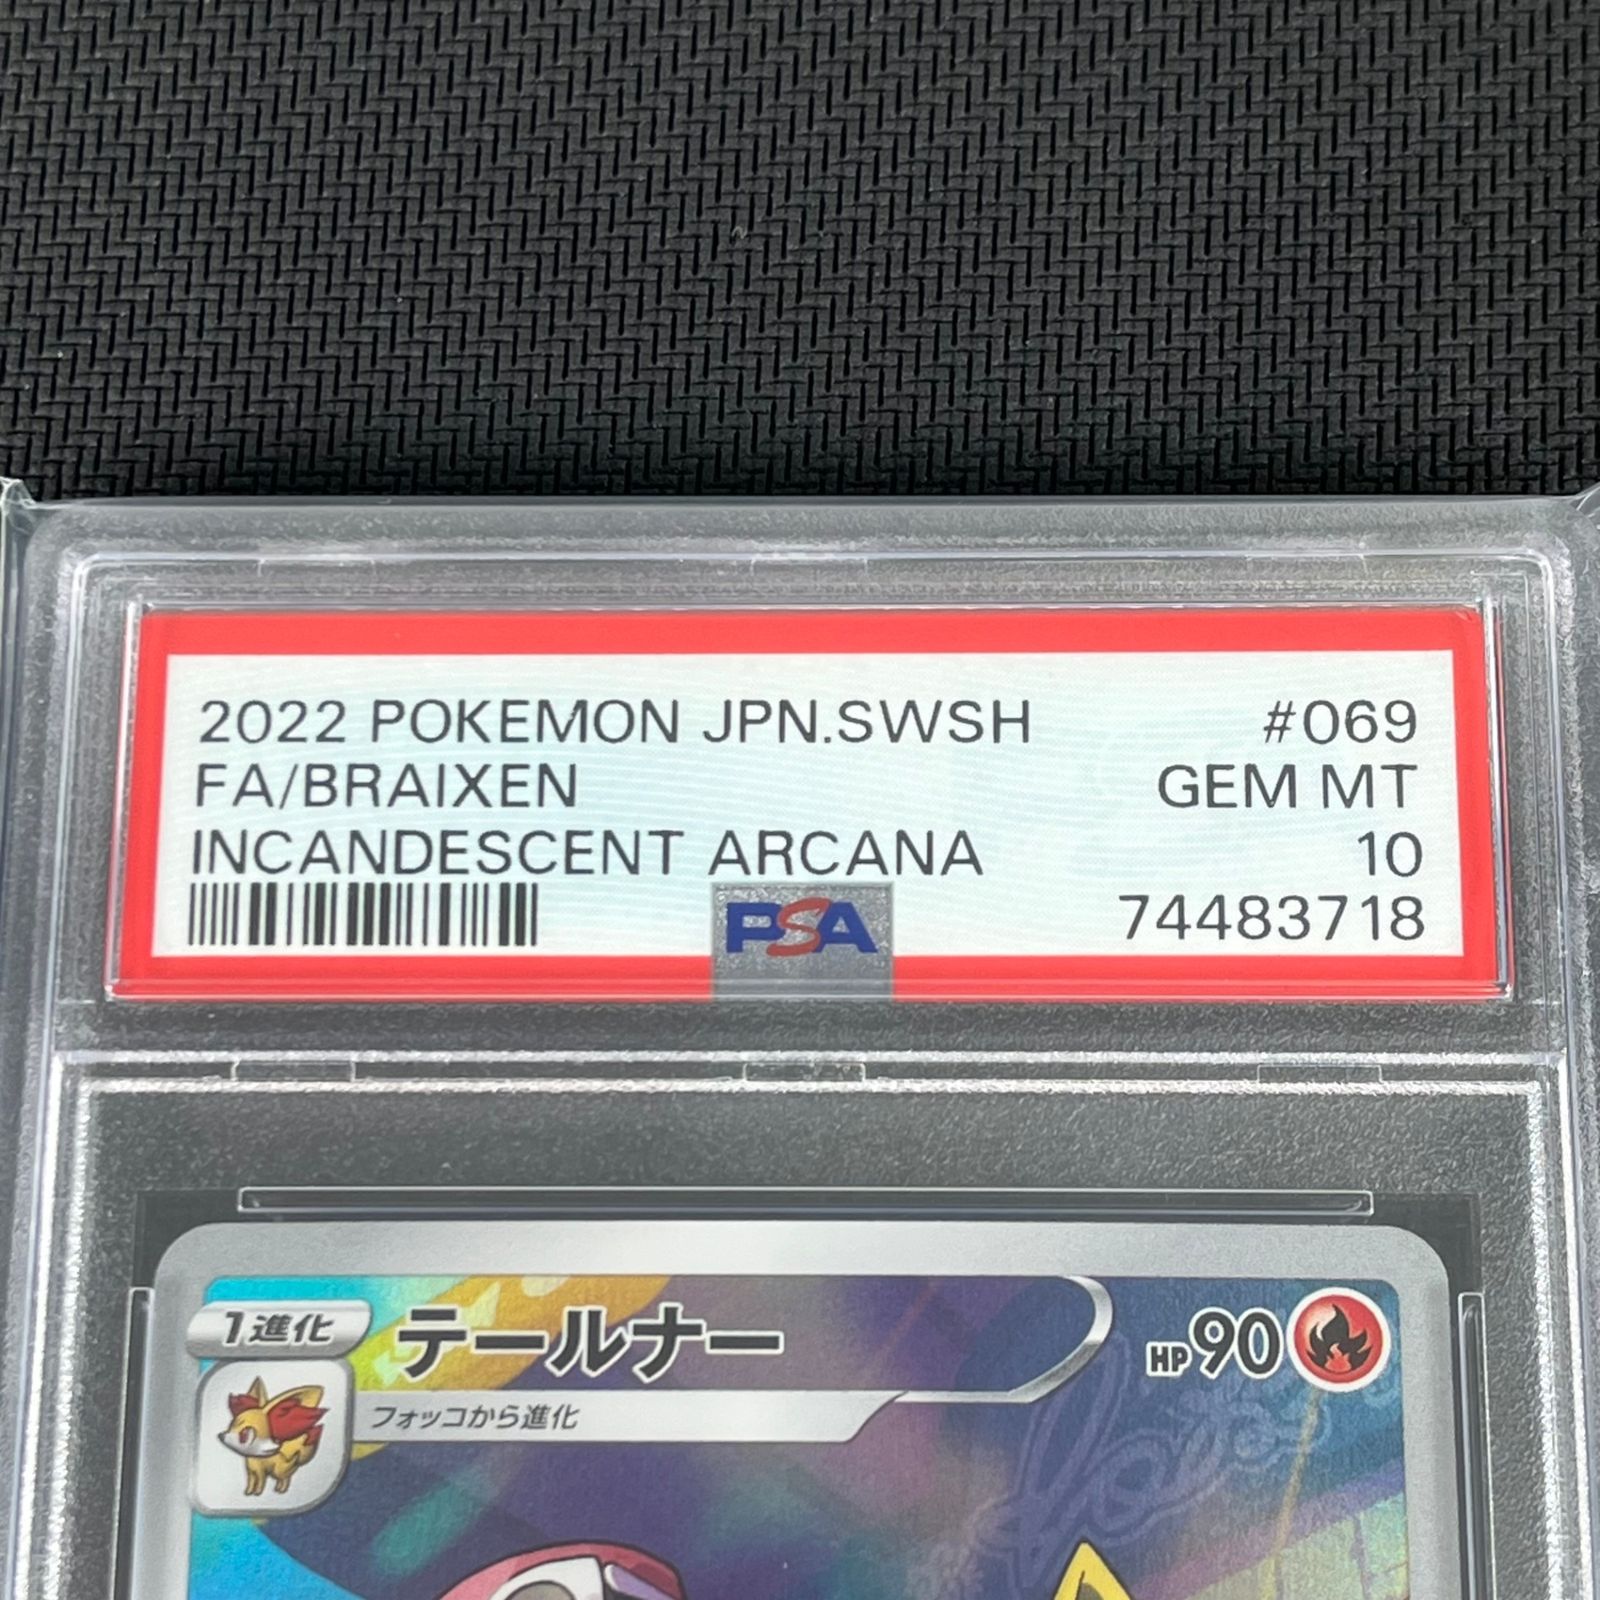 2022 POKEMON JPN.SWSH #069
FA/BRAIXEN GEM MT
INCANDESCENT ARCANA 10
PSA 74483718
1進化 テールナー HP90
フォッコから進化